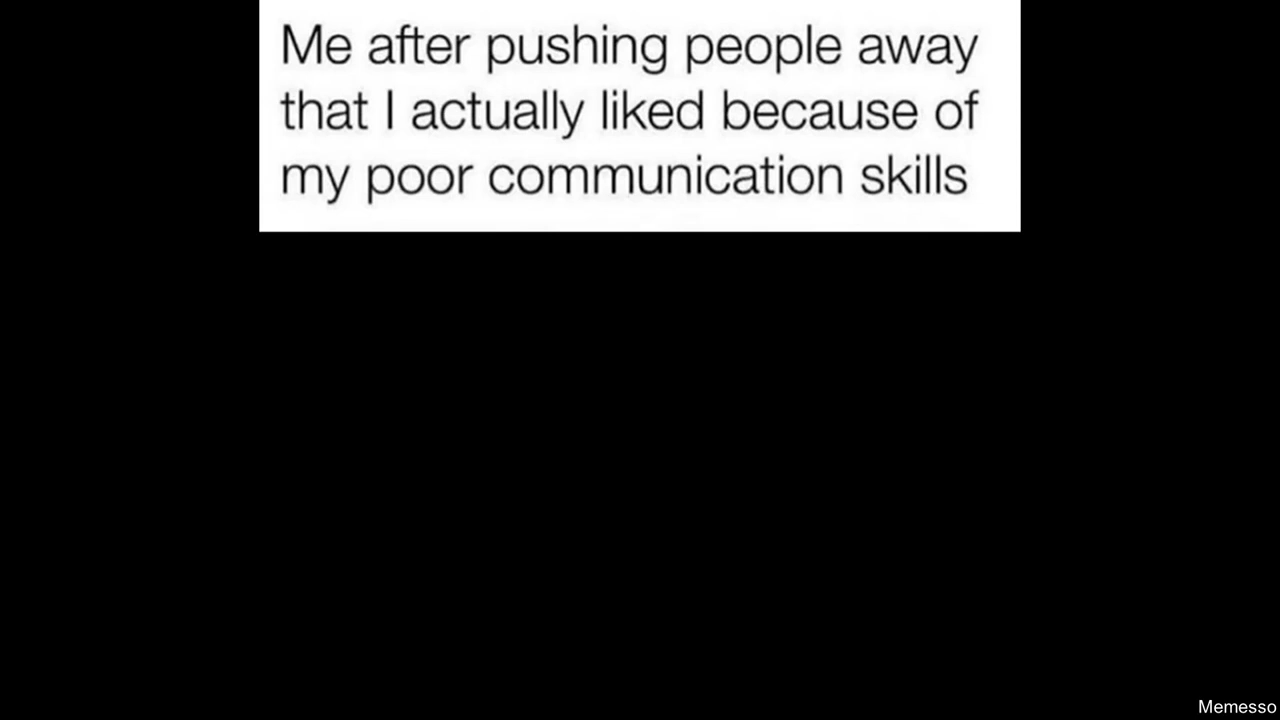 Me after pushing people away
that I actually liked because of
my poor communication skills
Memesso